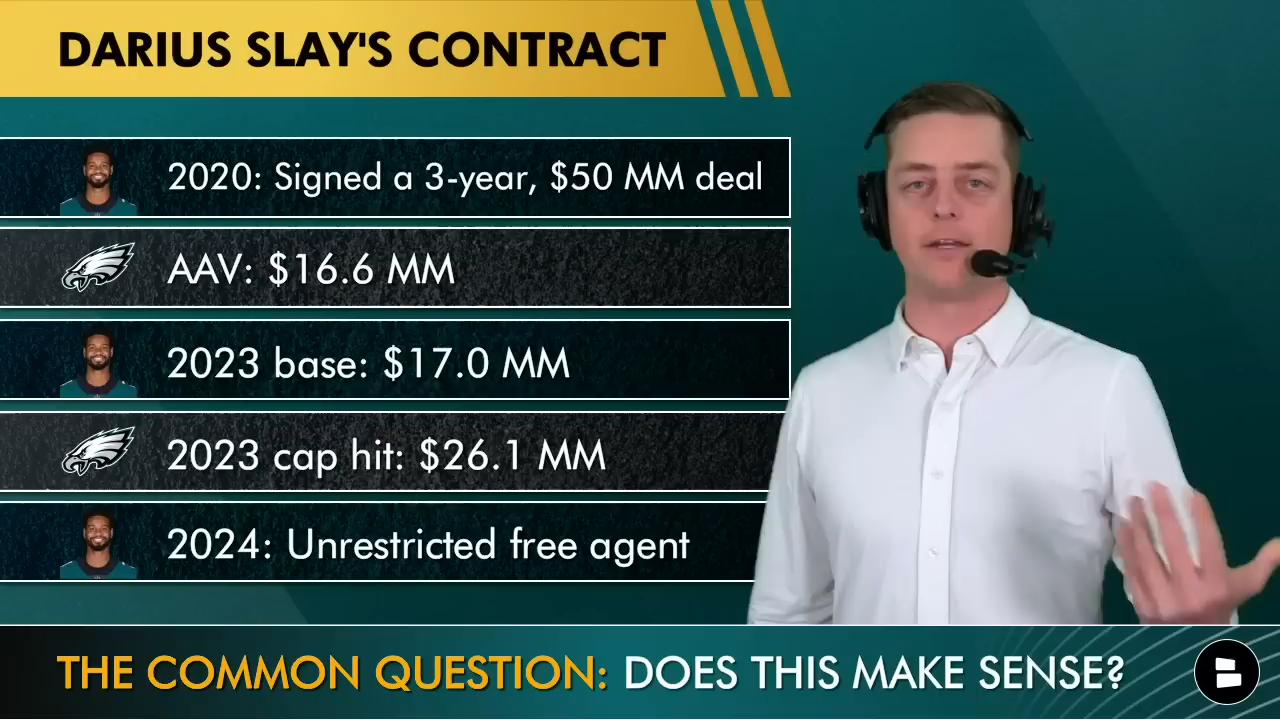 DARIUS SLAY'S CONTRACT
2020: Signed a 3-year, $50 MM deal
AAV: $16.6 MM
2023 base: $17.0 MM
2023 cap hit: $26.1 MM
2024: Unrestricted free agent
THE COMMON QUESTION: DOES THIS MAKE SENSE?